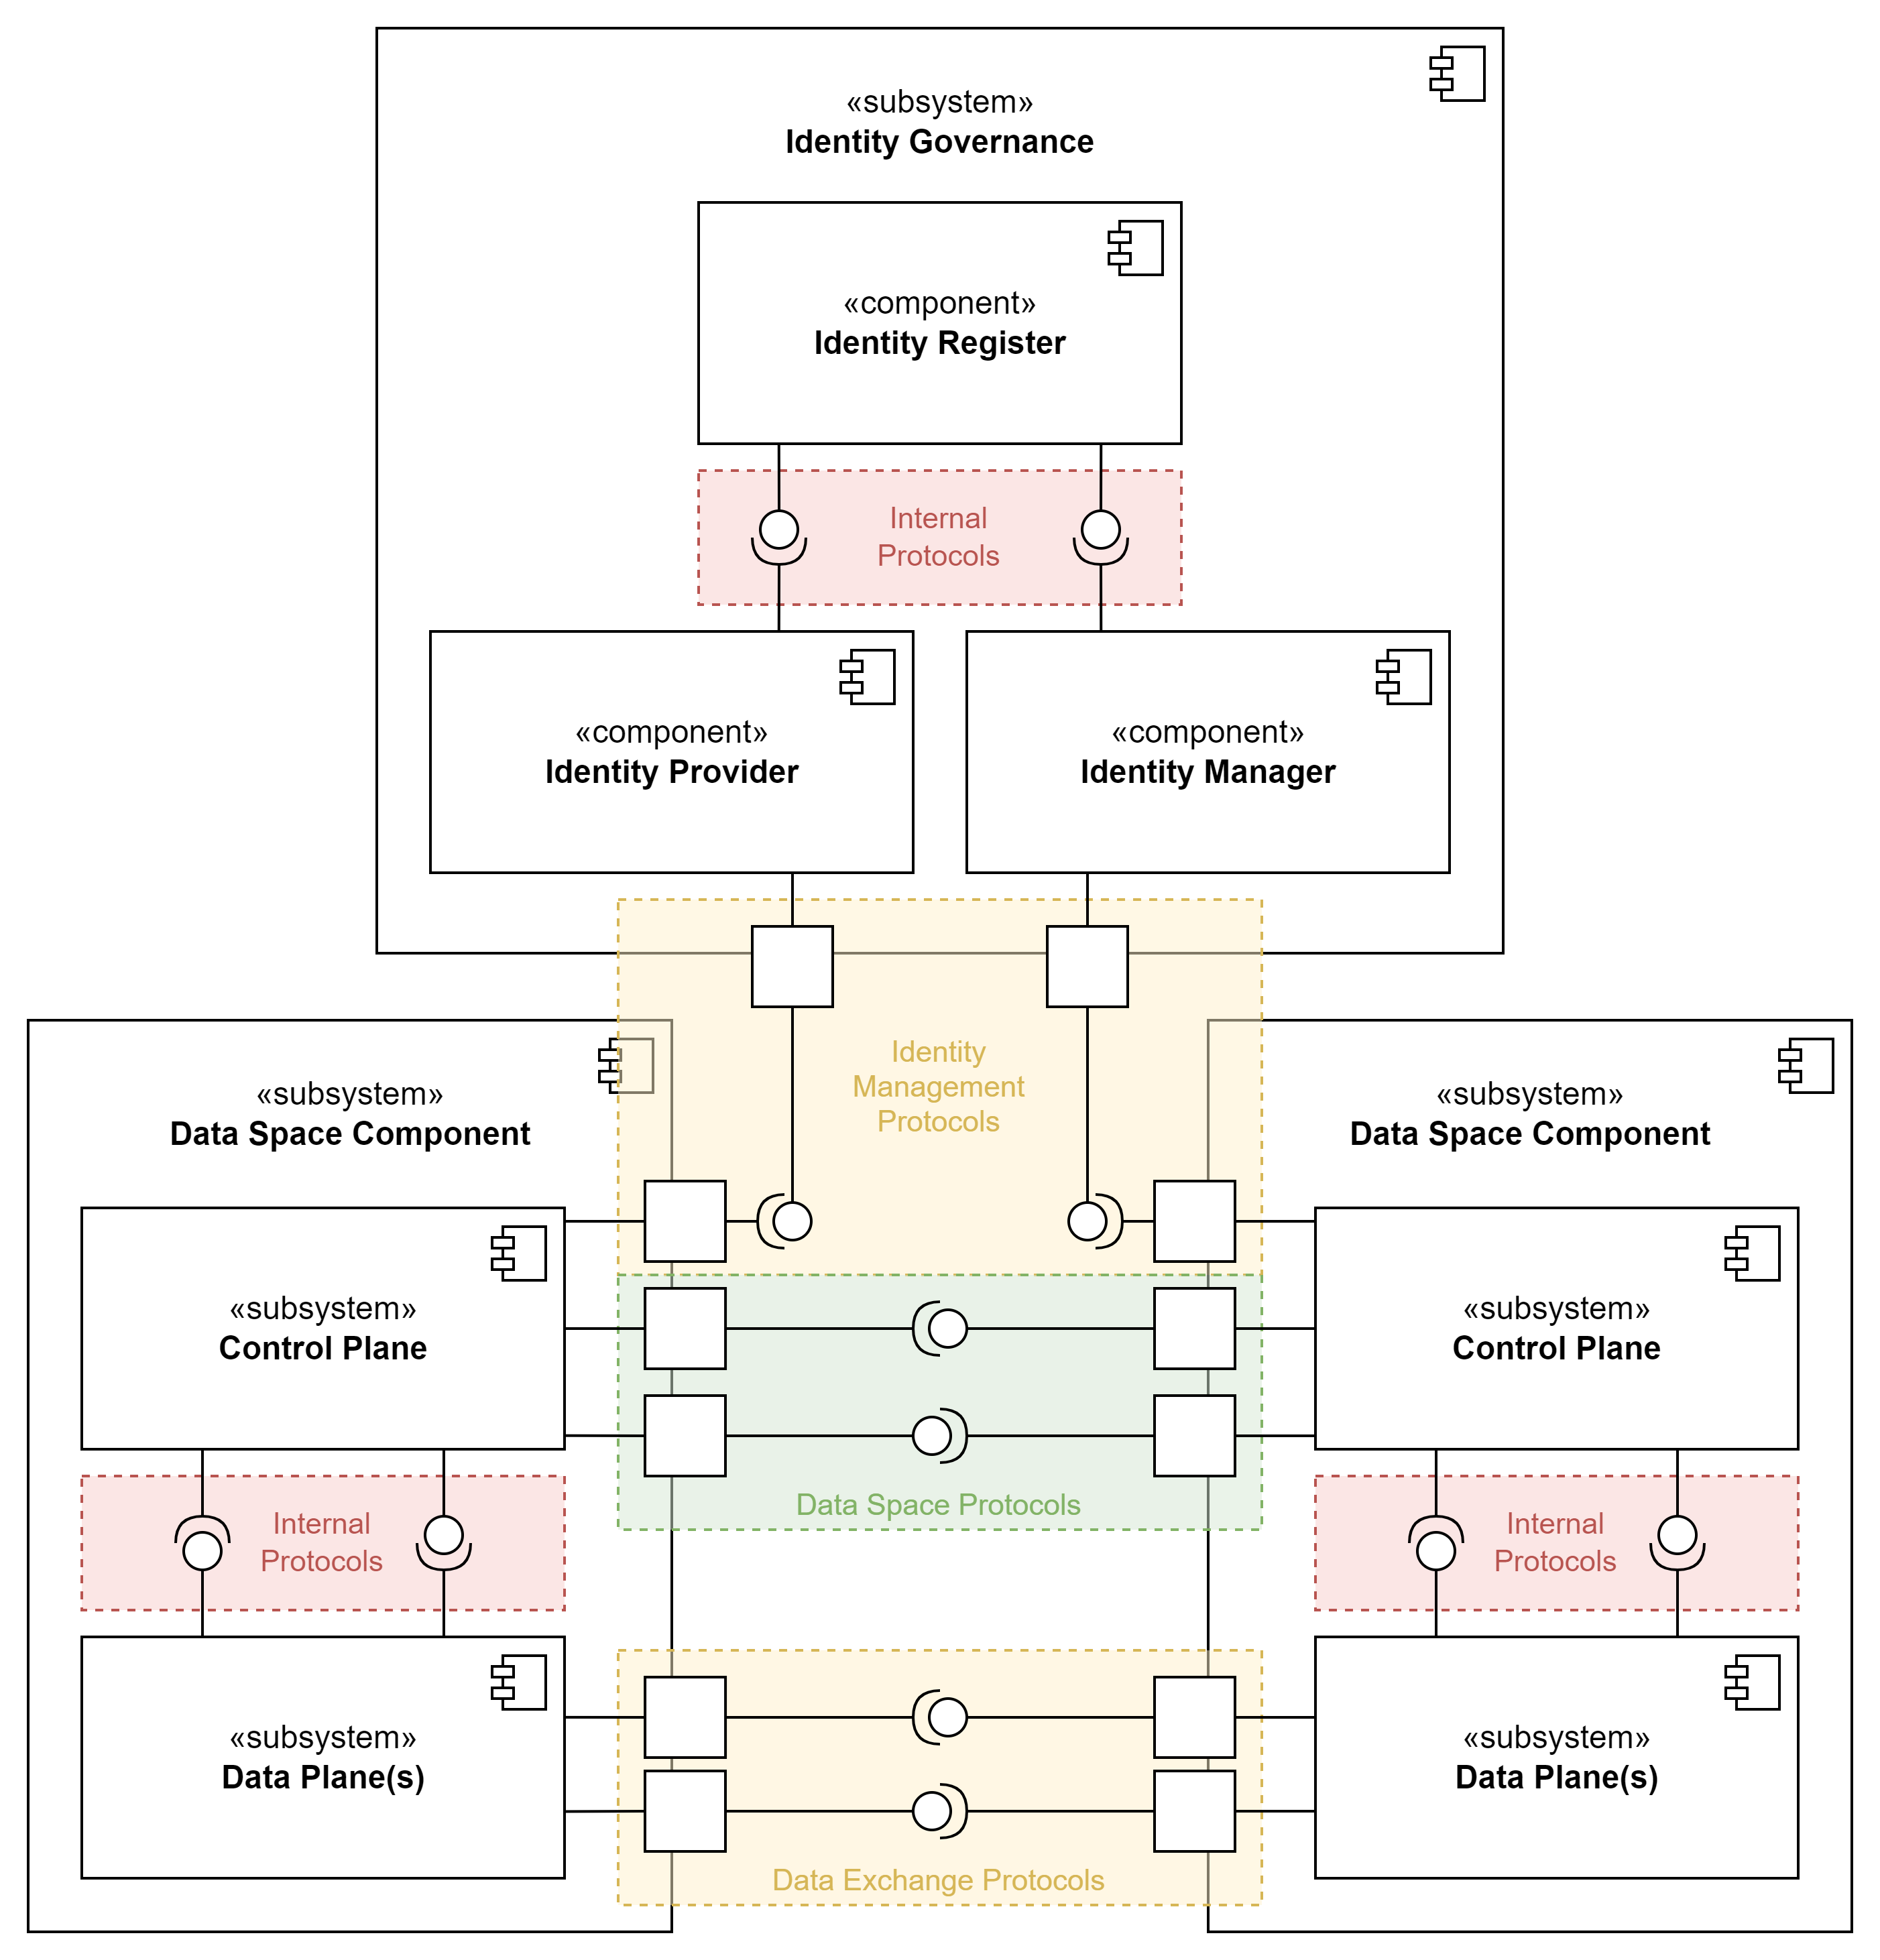 «subsystem»
Identity Governance
«component»
Identity Register
Internal
Protocols
«component»
Identity Provider
«component»
Identity Manager
Identity
Management
Protocols
«subsystem»
Data Space Component
«subsystem»
Data Space Component
«subsystem»
Control Plane
«subsystem»
Control Plane
Data Space Protocols
Internal
Protocols
Internal
Protocols
«subsystem»
Data Plane(s)
«subsystem»
Data Plane(s)
Data Exchange Protocols